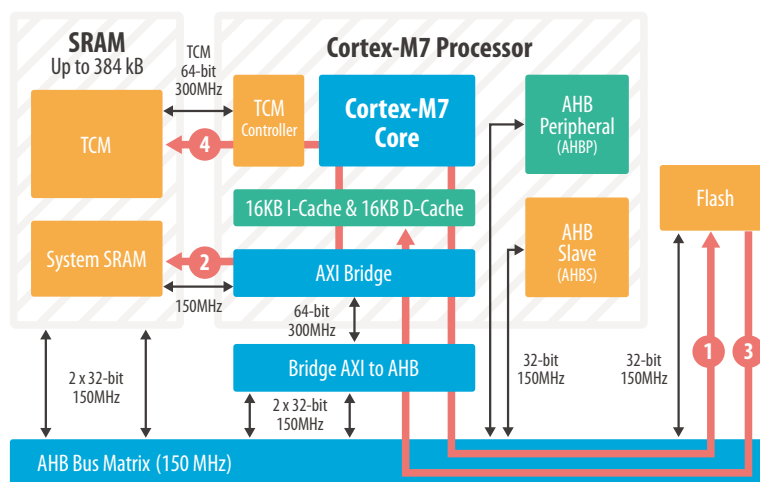 SRAM
Up to 384 kB
TCM
64-bit
300MHz
Cortex-M7 Processor
TCM
TCM
Controller
Cortex-M7
Core
AHB
Peripheral
(AHBP)
4
16KB I-Cache & 16KB D-Cache
Flash
System SRAM
2
AXI Bridge
AHB
Slave
(AHBS)
150MHz
64-bit
300MHz
1
3
Bridge AXI to AHB
2 x 32-bit
150MHz
2 x 32-bit
150MHz
32-bit
150MHz
32-bit
150MHz
AHB Bus Matrix (150 MHz)